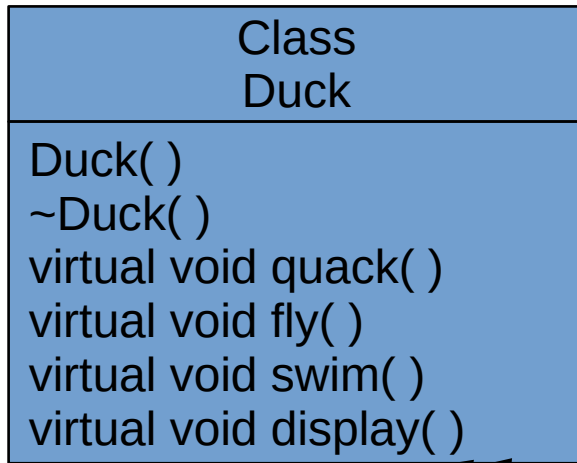 Class
Duck
Duck( )
~Duck( )
virtual void quack( )
virtual void fly( )
virtual void swim( )
virtual void display( )